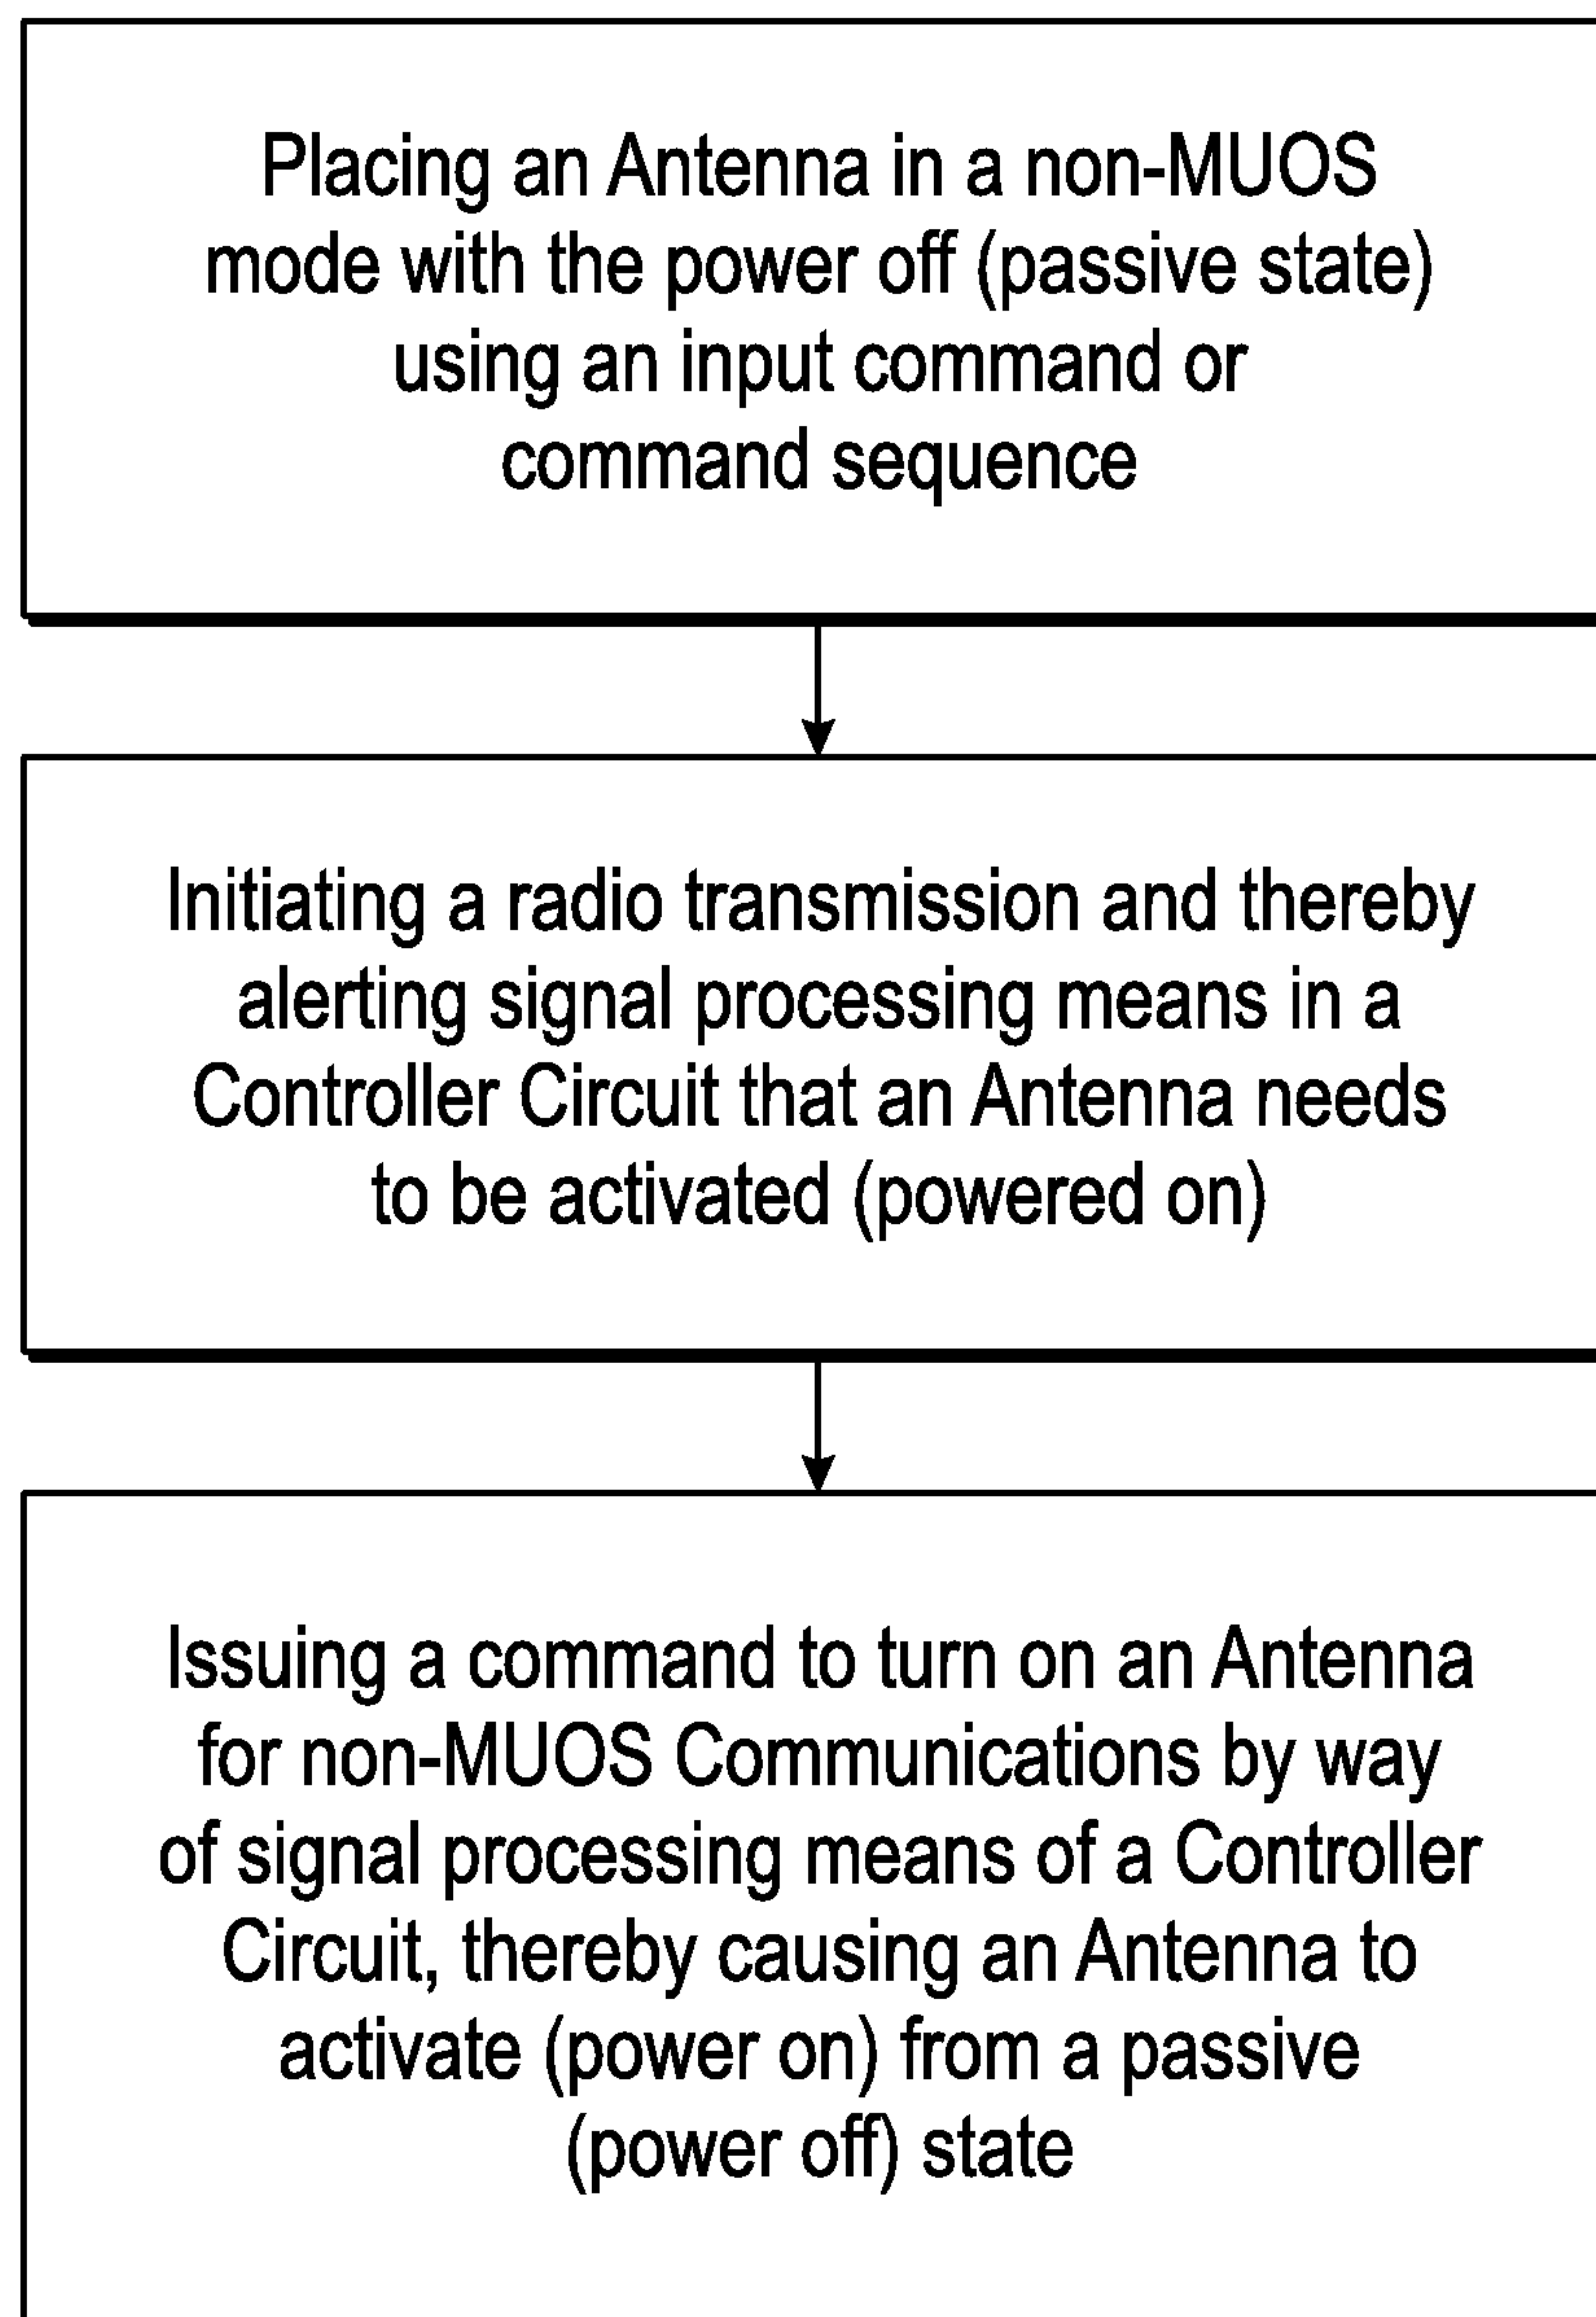 Placing an Antenna in a non-MUOS
mode with the power off (passive state)
using an input command or
command sequence
Initiating a radio transmission and thereby
alerting signal processing means in a
Controller Circuit that an Antenna needs
to be activated (powered on)
Issuing a command to turn on an Antenna
for non-MUOS Communications by way
of signal processing means of a Controller
Circuit, thereby causing an Antenna to
activate (power on) from a passive
(power off) state